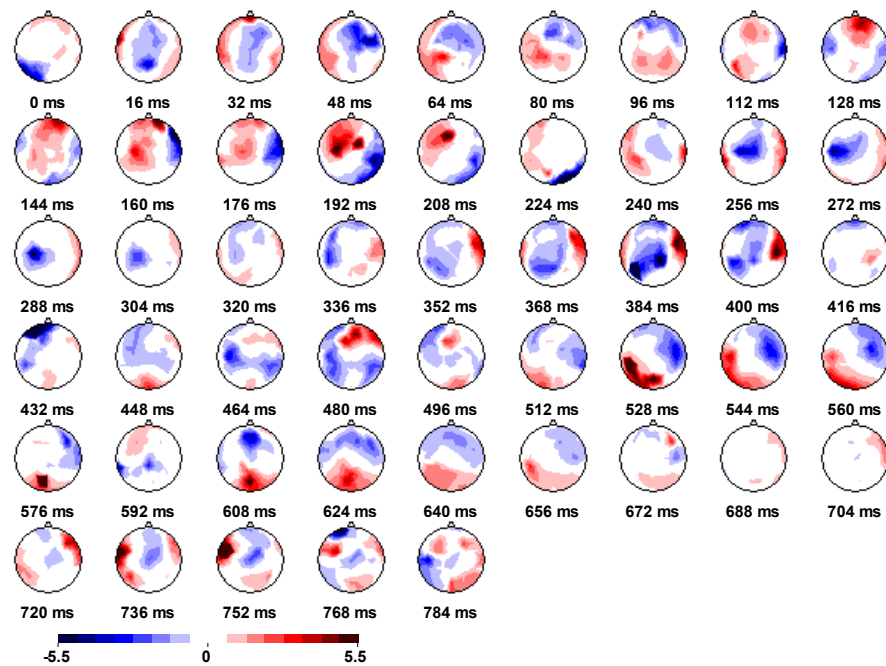 0 ms 16 ms 32 ms 48 ms 64 ms 80 ms 96 ms 112 ms 128 ms
144 ms 160 ms 176 ms 192 ms 208 ms 224 ms 240 ms 256 ms 272 ms
288 ms 304 ms 320 ms 336 ms 352 ms 368 ms 384 ms 400 ms 416 ms
432 ms 448 ms 464 ms 480 ms 496 ms 512 ms 528 ms 544 ms 560 ms
576 ms 592 ms 608 ms 624 ms 640 ms 656 ms 672 ms 688 ms 704 ms
720 ms 736 ms 752 ms 768 ms 784 ms
-5.5 0 5.5